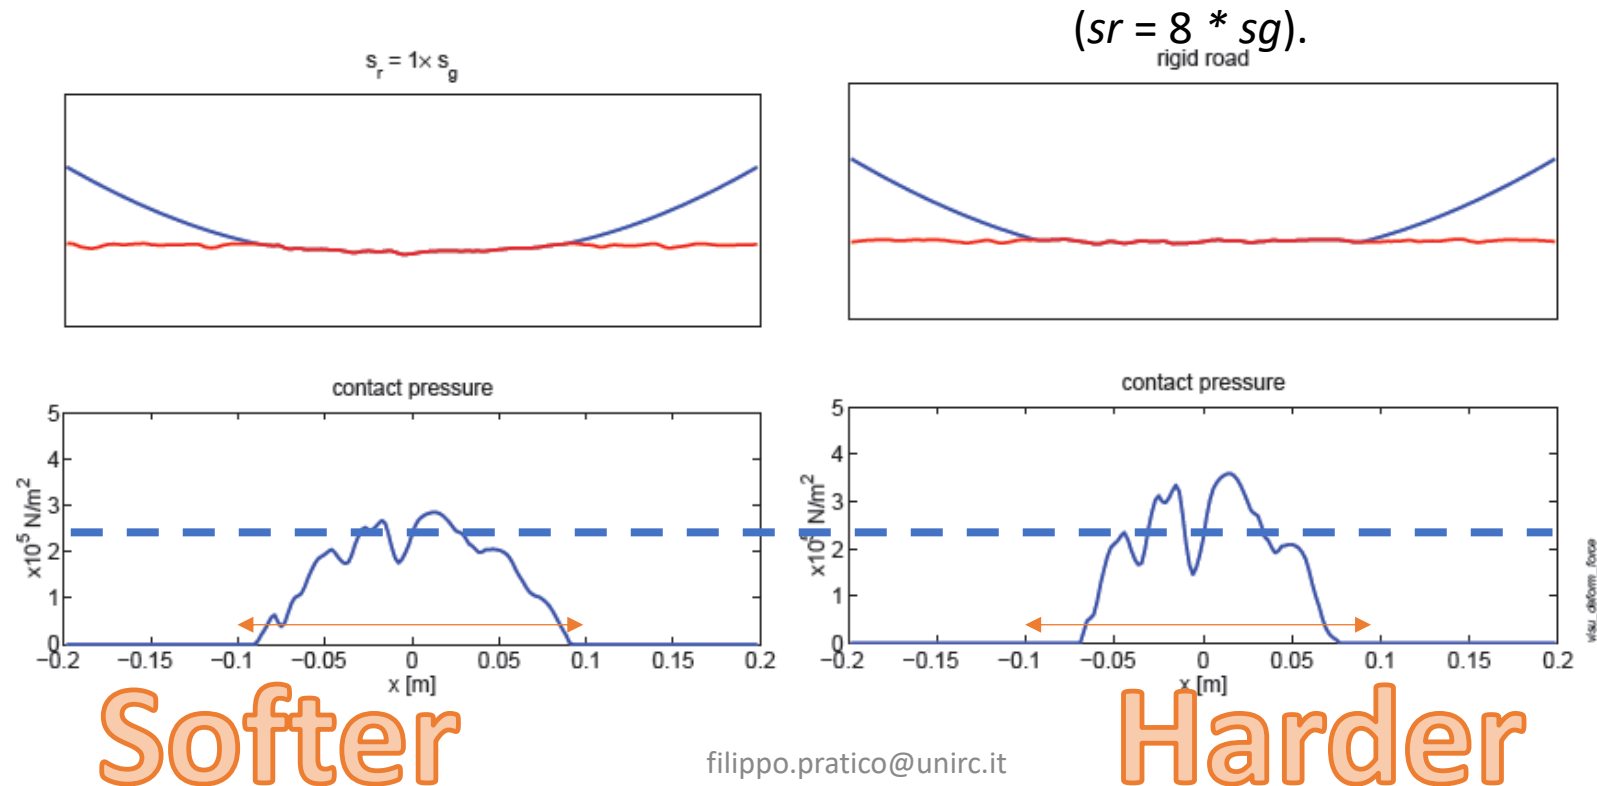 (sr = 8 * sg).
s_r = 1× s_g
rigid road
contact pressure
contact pressure
5
4
3
2
1
0
x10^5 N/m^2
−0.2 −0.15 −0.1 −0.05 0 0.05 0.1 0.15 0.2
x [m]
5
4
3
2
1
0
x10^5 N/m^2
−0.2 −0.15 −0.1 −0.05 0 0.05 0.1 0.15 0.2
x [m]
visu_deform_force
Softer
Harder
filippo.pratico@unirc.it